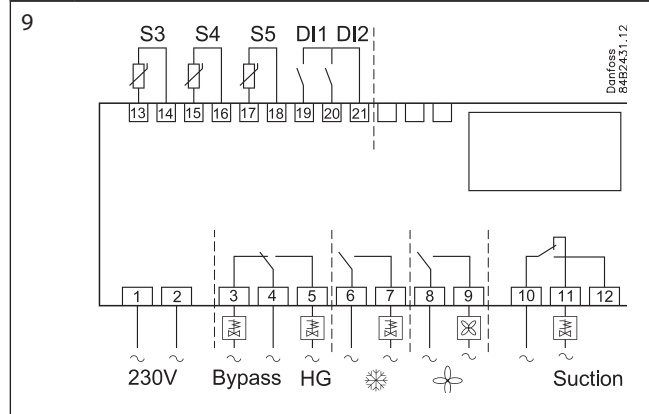 9
S3 S4 S5 DI1 DI2
Danfoss
84B2431.12
13 14 15 16 17 18 19 20 21
1 2 3 4 5 6 7 8 9 10 11 12
230V Bypass HG Suction